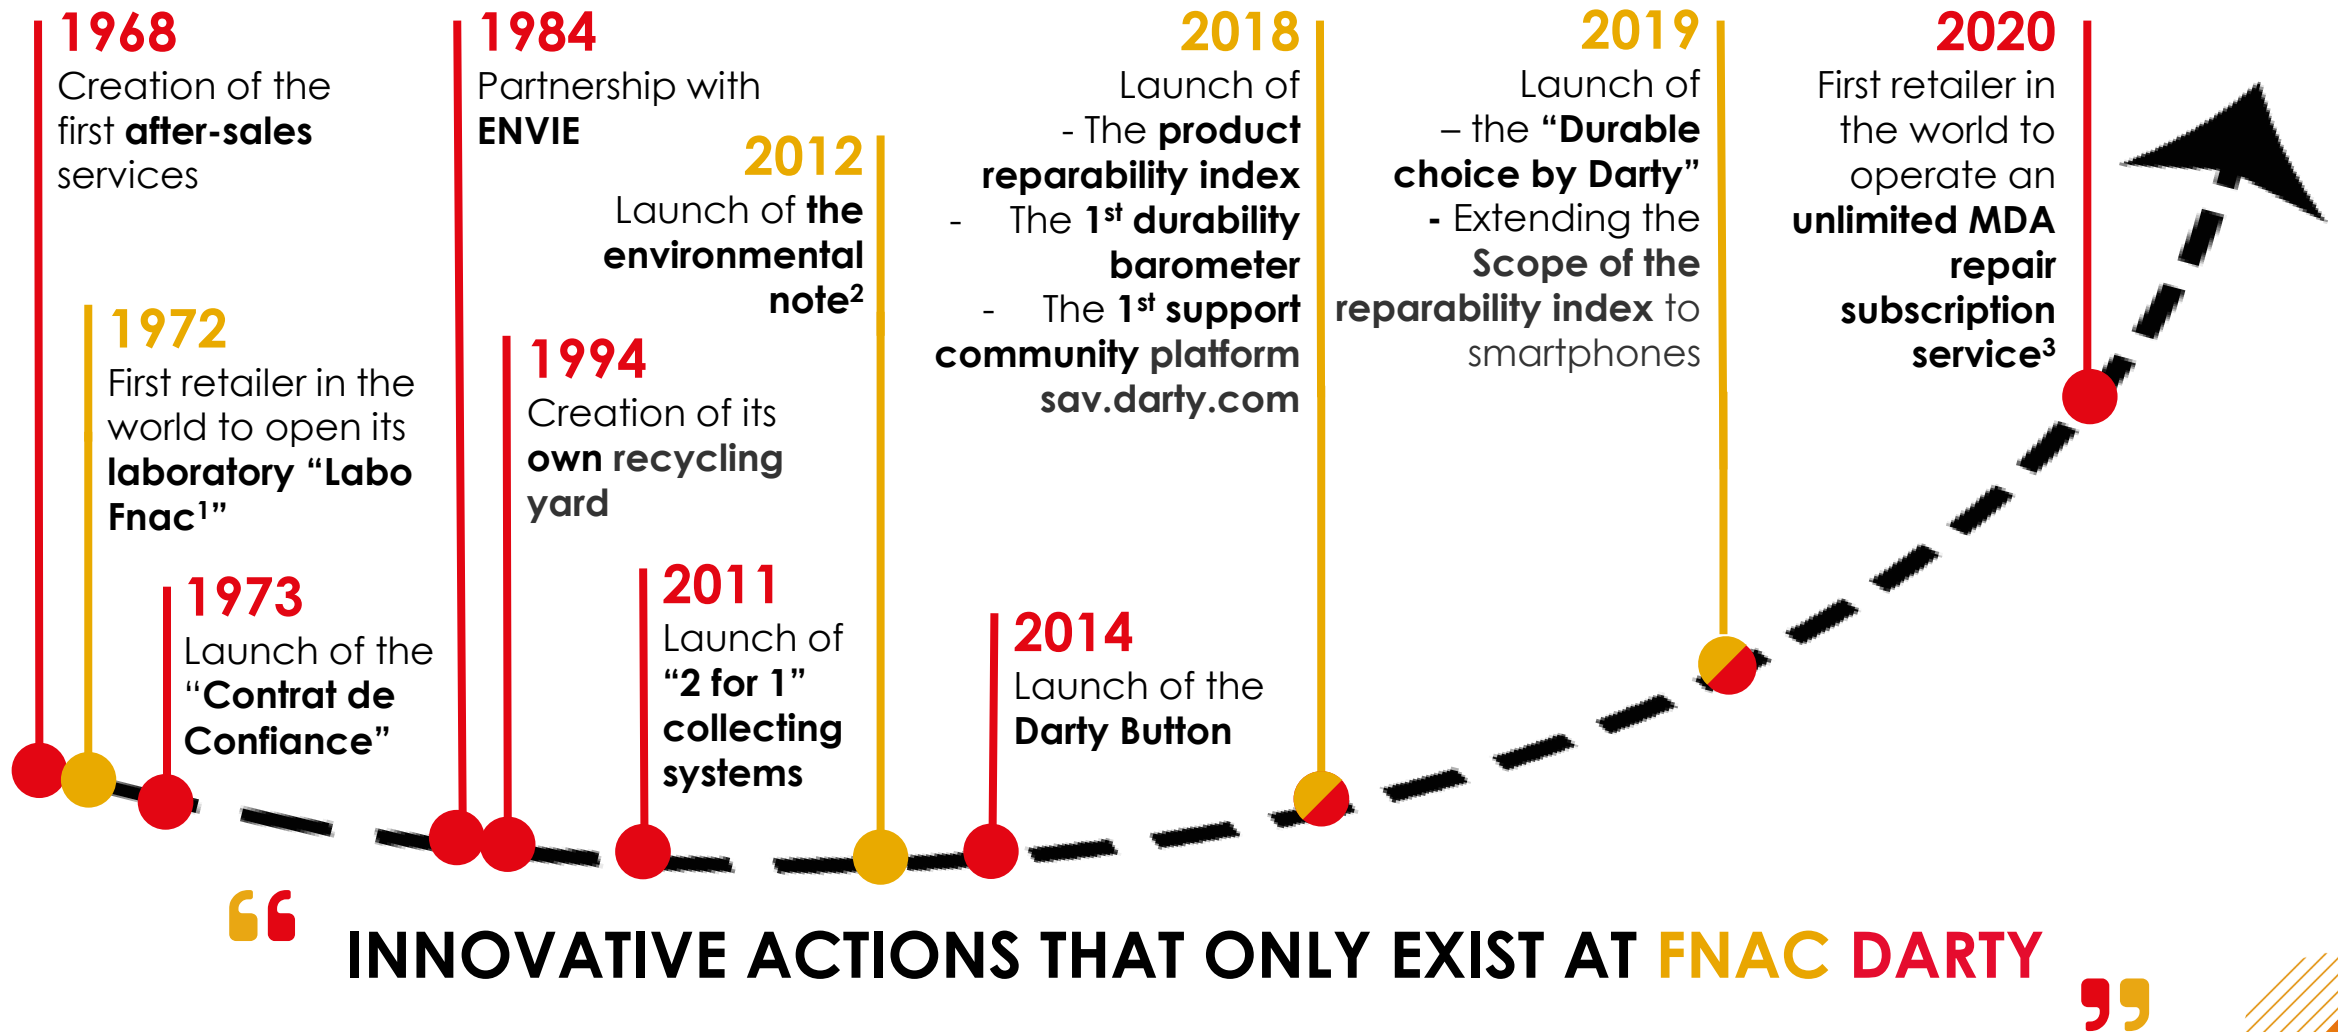 1968
Creation of the
first after-sales
services
1972
First retailer in the
world to open its
laboratory “Labo
Fnac¹”
1973
Launch of the
“Contrat de
Confiance”
1984
Partnership with
ENVIE
1994
Creation of its
own recycling
yard
2011
Launch of
“2 for 1”
collecting
systems
2012
Launch of the
environmental
note²
2014
Launch of the
Darty Button
2018
Launch of
- The product
reparability index
- The 1st durability
barometer
- The 1st support
community platform
sav.darty.com
2019
Launch of
– the “Durable
choice by Darty”
- Extending the
Scope of the
reparability index to
smartphones
2020
First retailer in
the world to
operate an
unlimited MDA
repair
subscription
service³
“ INNOVATIVE ACTIONS THAT ONLY EXIST AT FNAC DARTY ”